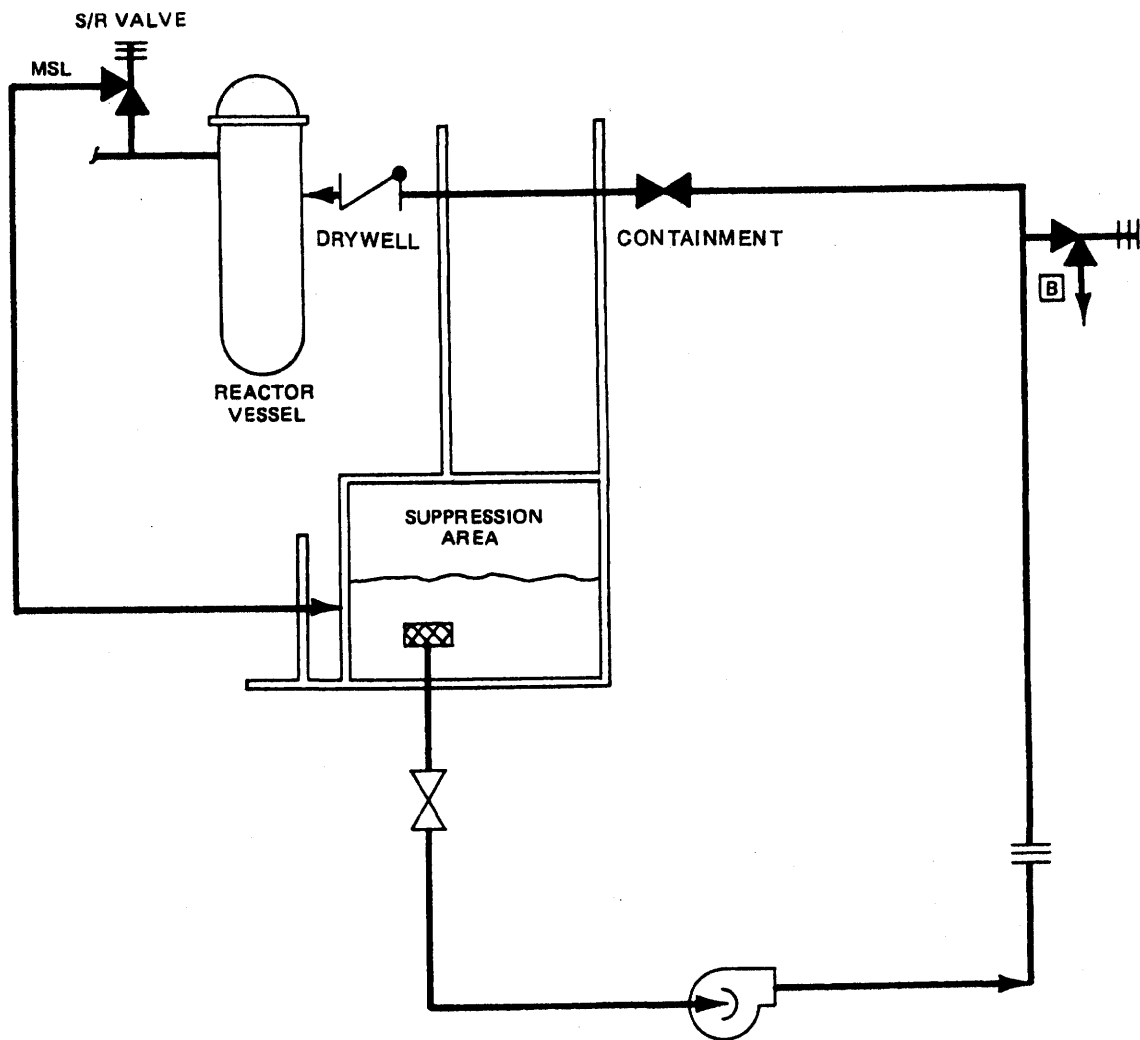 S/R VALVE
MSL
DRYWELL
CONTAINMENT
B
REACTOR
VESSEL
SUPPRESSION
AREA